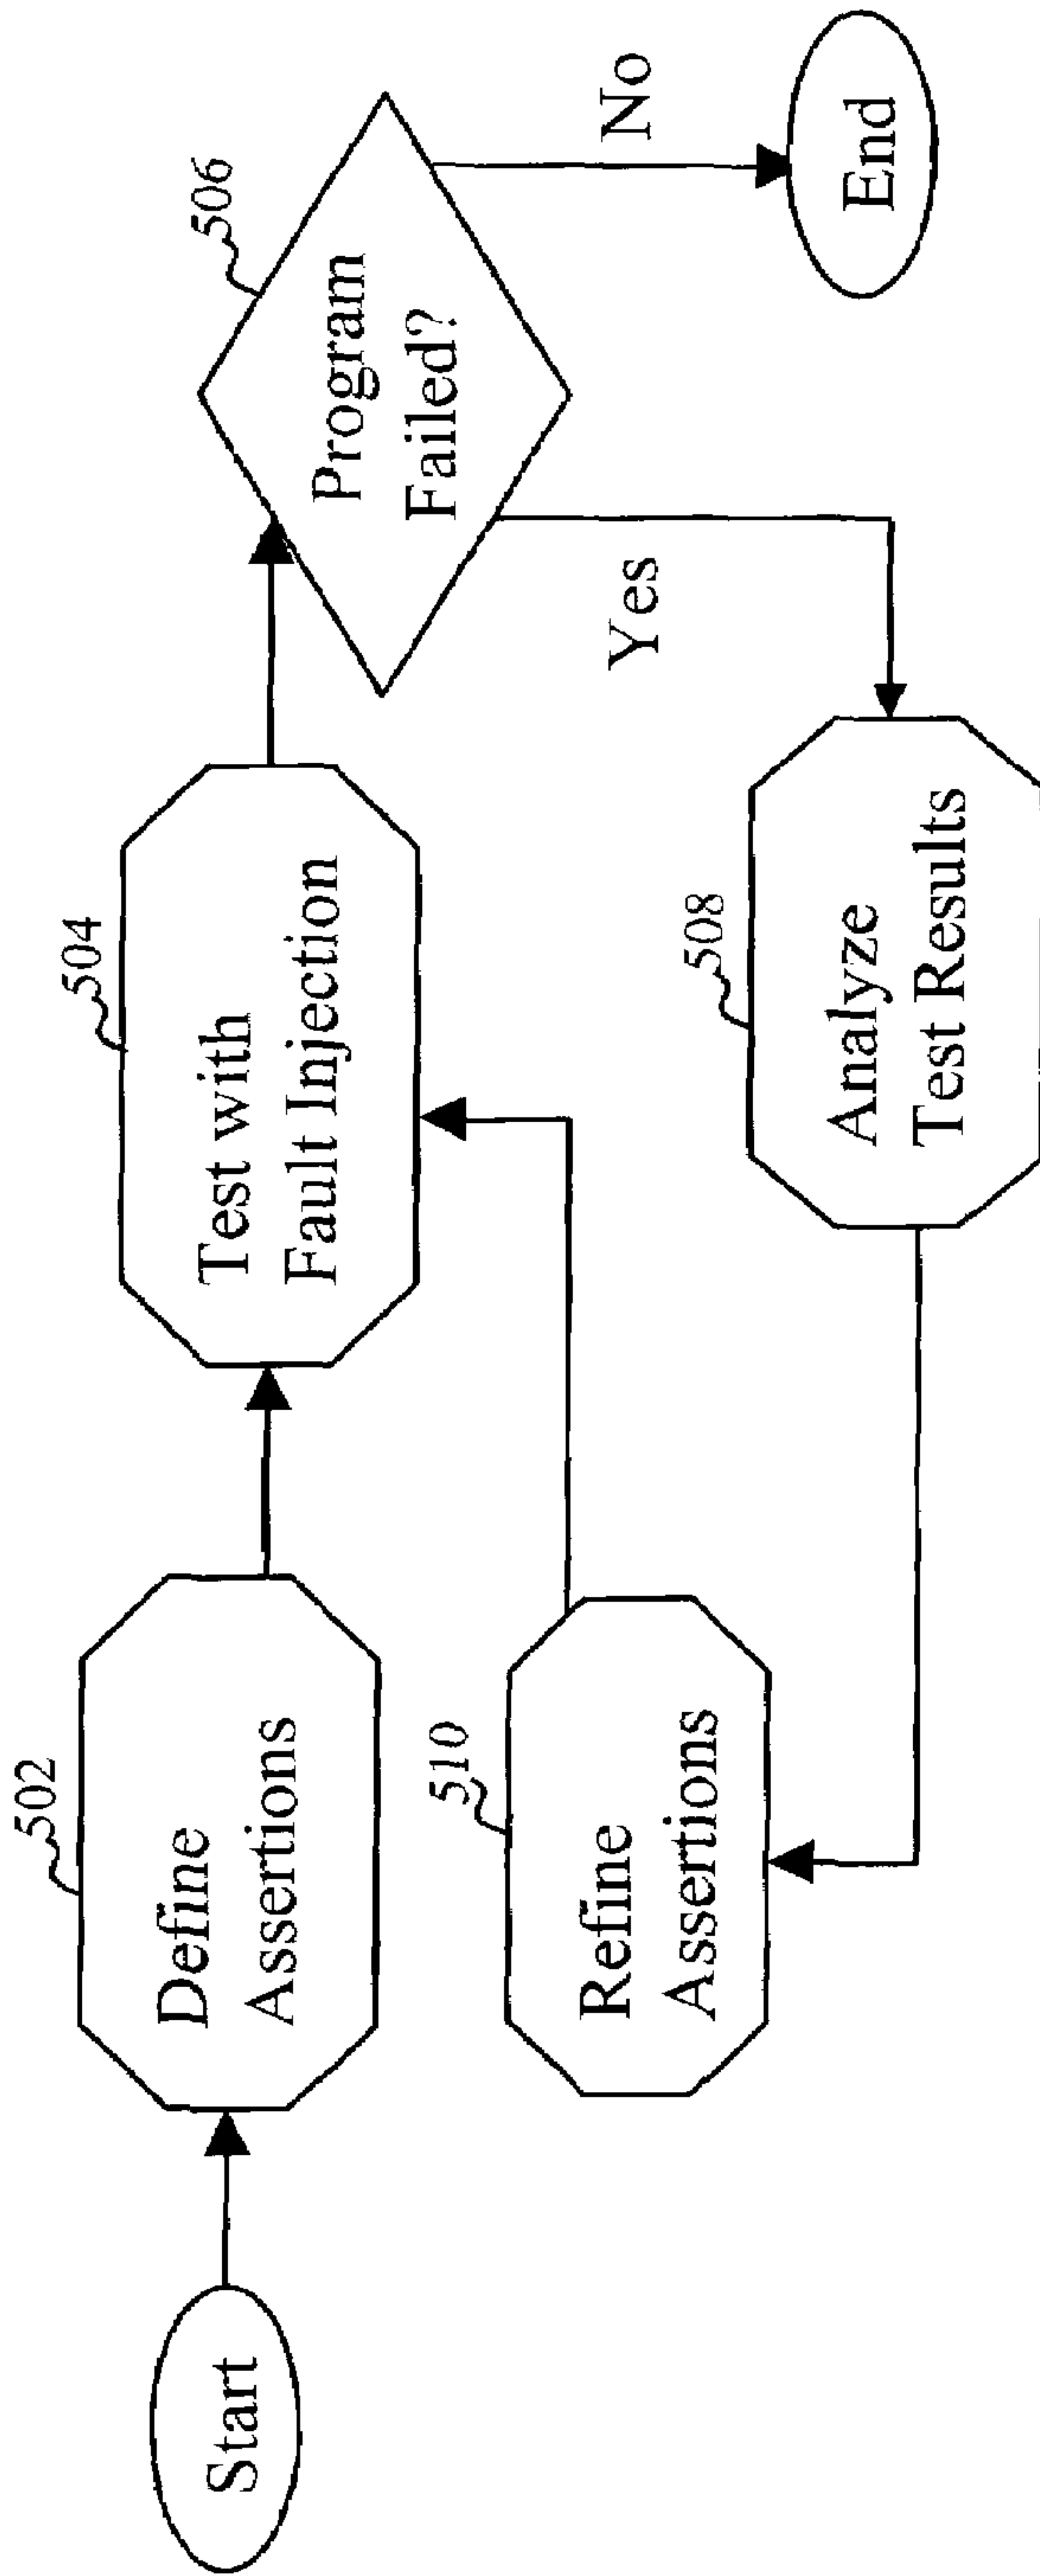 Start
502
Define
Assertions
504
Test with
Fault Injection
506
Program
Failed?
No
End
Yes
508
Analyze
Test Results
510
Refine
Assertions